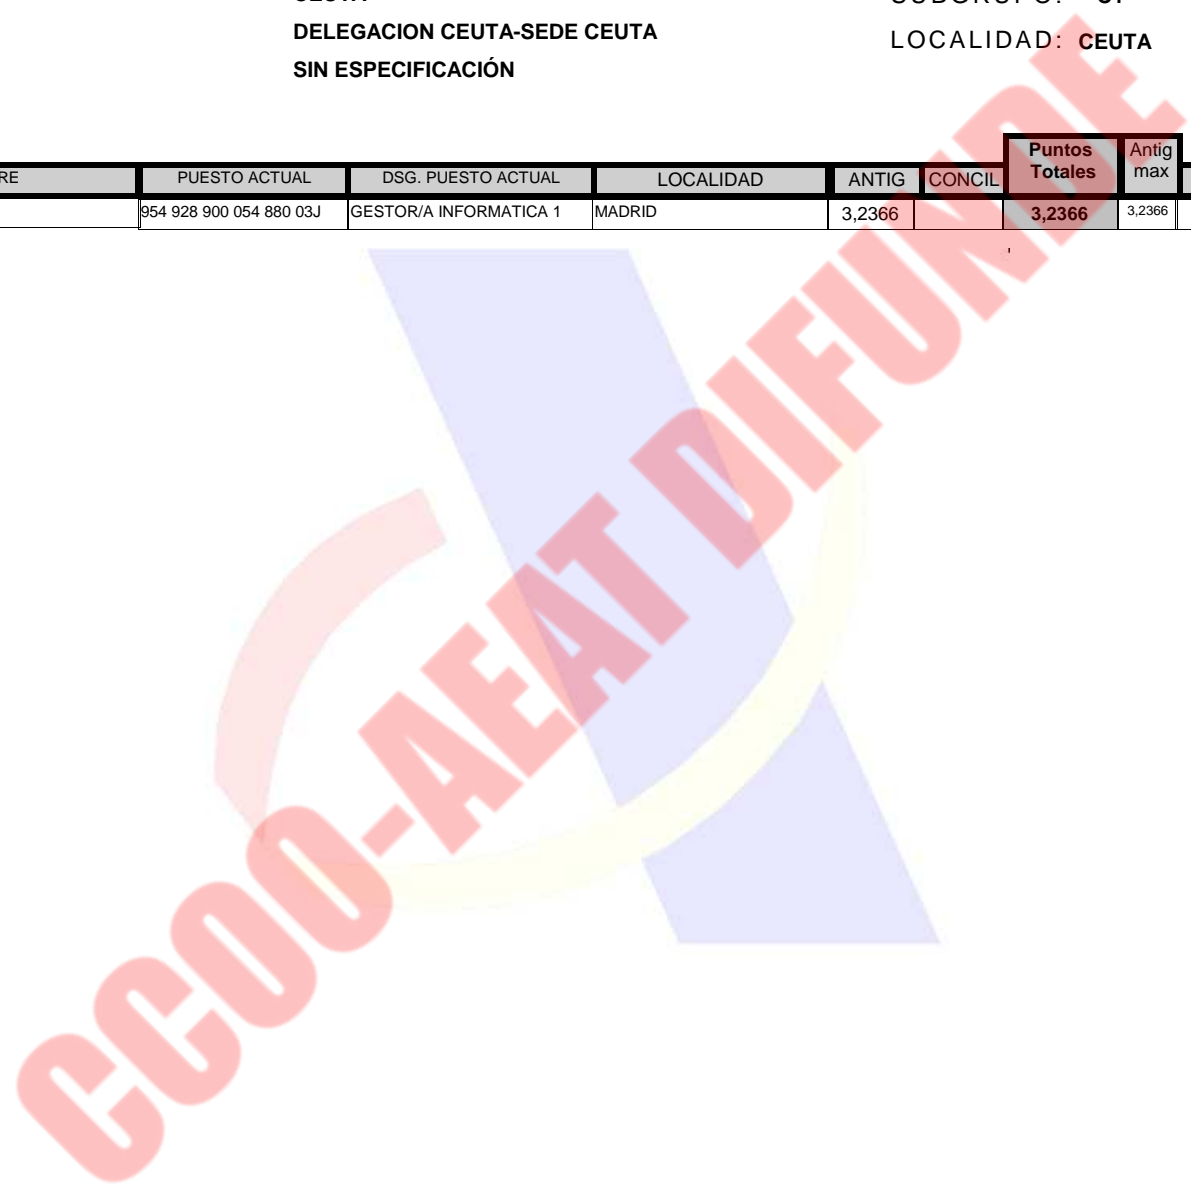 DELEGACION CEUTA-SEDE CEUTA
LOCALIDAD: CEUTA
SIN ESPECIFICACIÓN
RE PUESTO ACTUAL DSG. PUESTO ACTUAL LOCALIDAD ANTIG CONCIL Puntos Totales Antig max
954 928 900 054 880 03J GESTOR/A INFORMATICA 1 MADRID 3,2366 3,2366 3,2366
CCOO-AEAT DIFUNDE